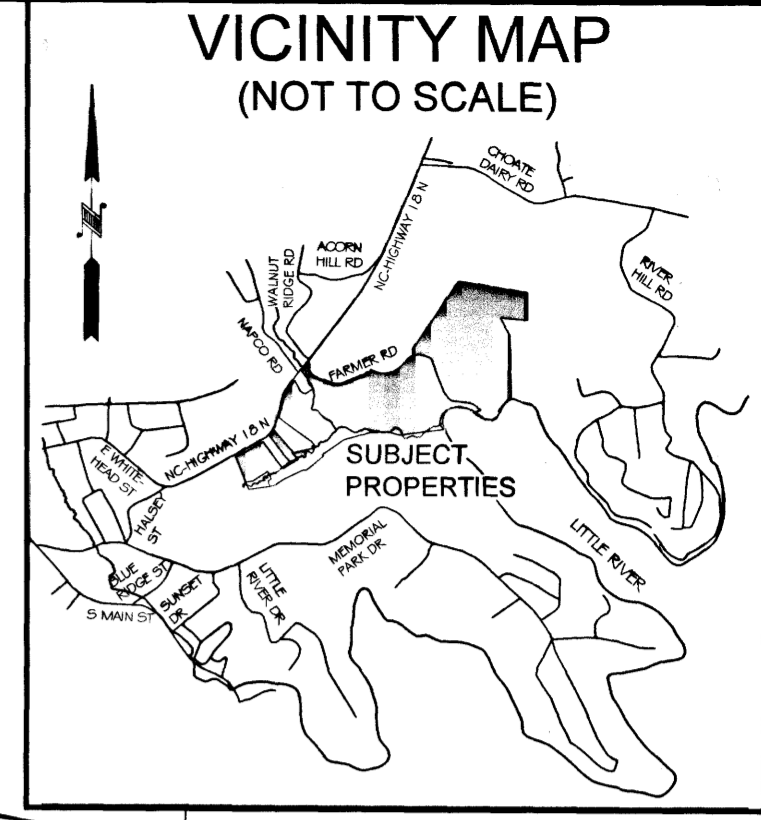 VICINITY MAP
(NOT TO SCALE)
CHOATE
DAIRY RD
NC-HIGHWAY 18 N
ACORN
HILL RD
WALNUT
RIDGE RD
RIVER
HILL RD
NAPCO RD
FARMER RD
NC-HIGHWAY 18 N
E WHITE-
HEAD ST
SUBJECT
PROPERTIES
HALSEY
ST
MEMORIAL
PARK DR
LITTLE RIVER
BLUE
RIDGE ST
SUNSET
DR
LITTLE
RIVER DR
S MAIN ST
N